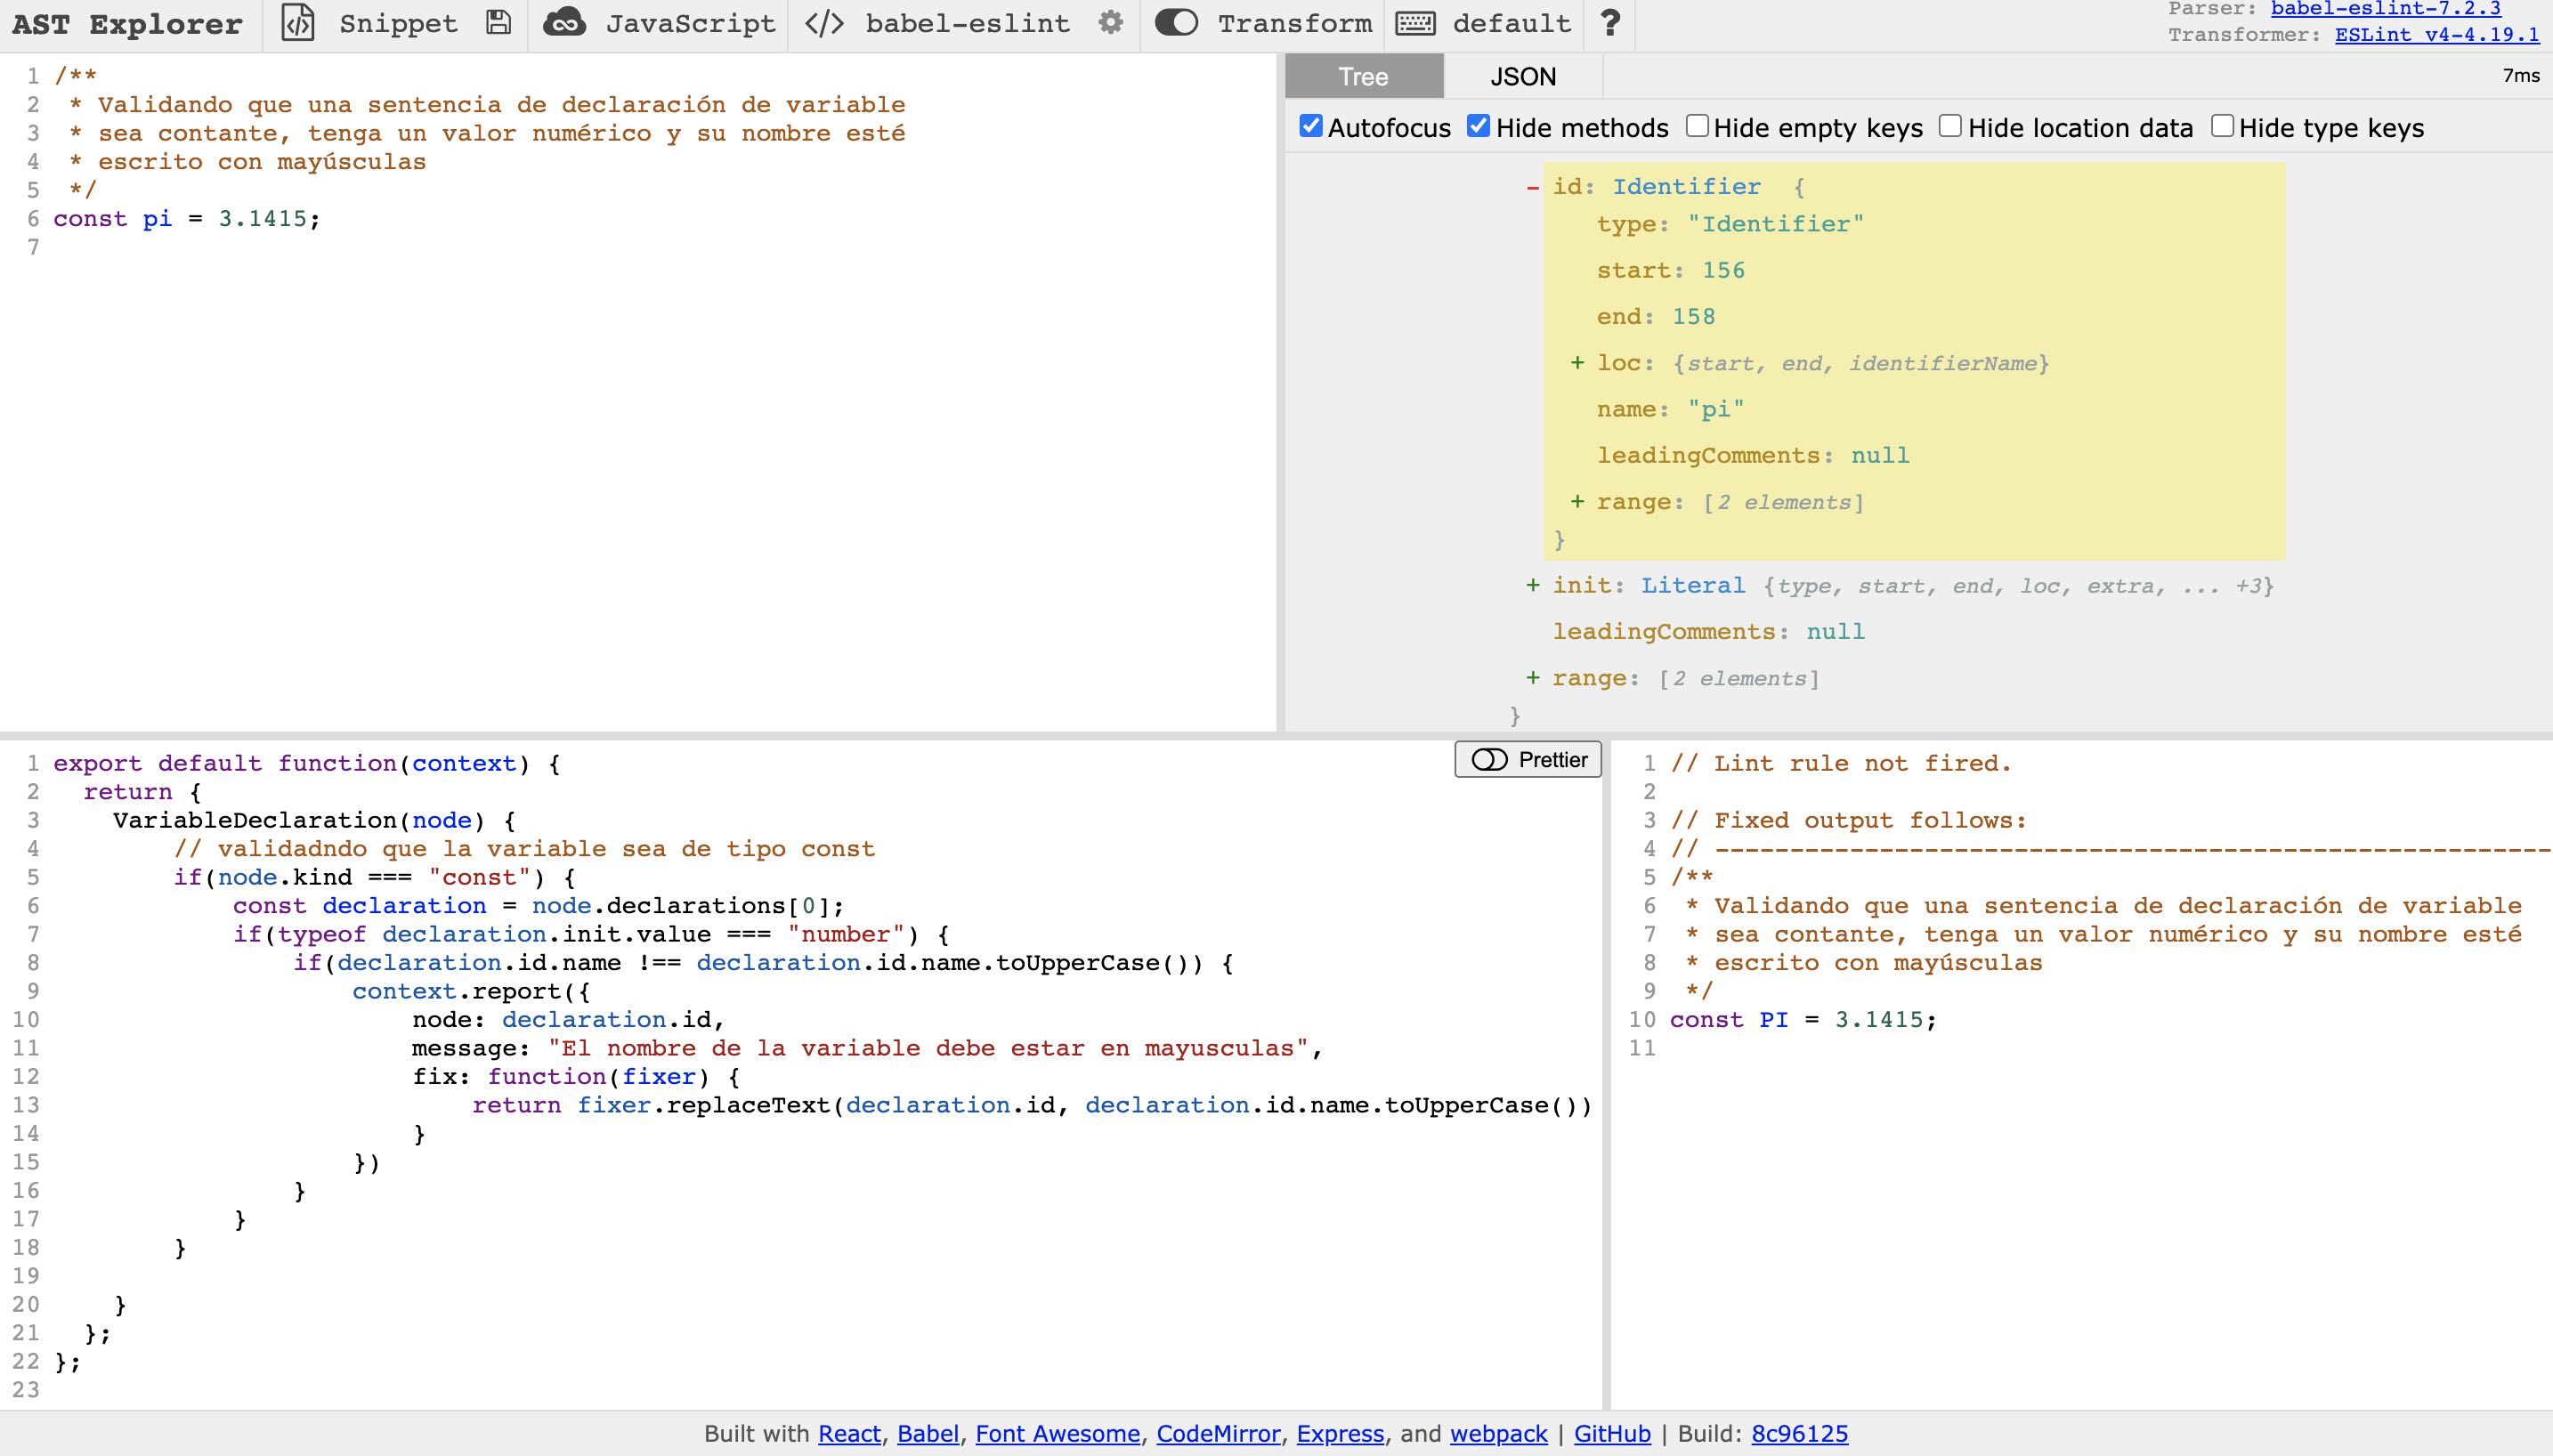 AST Explorer Snippet JavaScript </> babel-eslint Transform default ?
Parser: babel-eslint-7.2.3
Transformer: ESLint v4-4.19.1
1 /**
2  * Validando que una sentencia de declaración de variable
3  * sea contante, tenga un valor numérico y su nombre esté
4  * escrito con mayúsculas
5  */
6 const pi = 3.1415;
7
Tree JSON 7ms
Autofocus Hide methods Hide empty keys Hide location data Hide type keys
- id: Identifier {
type: "Identifier"
start: 156
end: 158
+ loc: {start, end, identifierName}
name: "pi"
leadingComments: null
+ range: [2 elements]
}
+ init: Literal {type, start, end, loc, extra, ... +3}
leadingComments: null
+ range: [2 elements]
}
Prettier
1 export default function(context) {
2   return {
3     VariableDeclaration(node) {
4         // validadndo que la variable sea de tipo const
5         if(node.kind === "const") {
6             const declaration = node.declarations[0];
7             if(typeof declaration.init.value === "number") {
8                 if(declaration.id.name !== declaration.id.name.toUpperCase()) {
9                     context.report({
10                         node: declaration.id,
11                         message: "El nombre de la variable debe estar en mayusculas",
12                         fix: function(fixer) {
13                             return fixer.replaceText(declaration.id, declaration.id.name.toUpperCase())
14                         }
15                     })
16                 }
17             }
18         }
19
20     }
21   };
22 };
23
1 // Lint rule not fired.
2
3 // Fixed output follows:
4 // --------------------------------------------------------
5 /**
6  * Validando que una sentencia de declaración de variable
7  * sea contante, tenga un valor numérico y su nombre esté
8  * escrito con mayúsculas
9  */
10 const PI = 3.1415;
11
Built with React, Babel, Font Awesome, CodeMirror, Express, and webpack | GitHub | Build: 8c96125